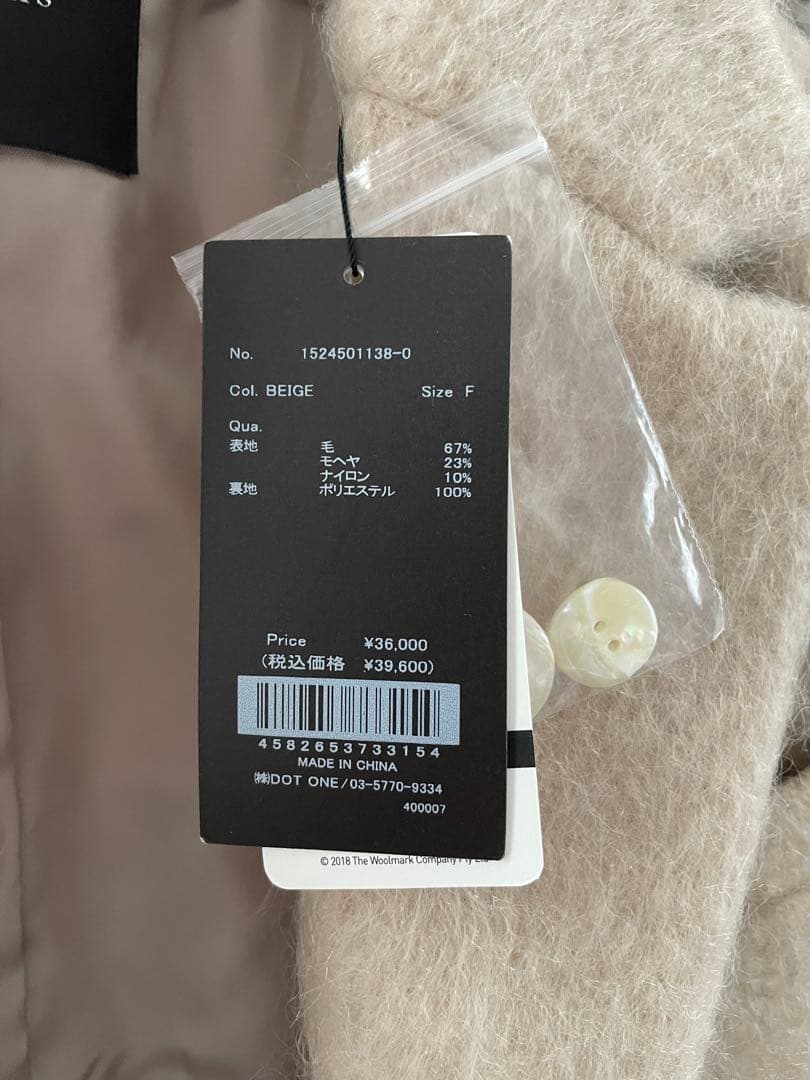 No. 1524501138-0
Col. BEIGE Size F
Qua.
表地 毛 67%
モヘヤ 23%
ナイロン 10%
裏地 ポリエステル 100%
Price ¥36,000
(税込価格 ¥39,600)
4582653733154
MADE IN CHINA
㈱DOT ONE/03-5770-9334
400007
© 2018 The Woolmark Company Pty Ltd